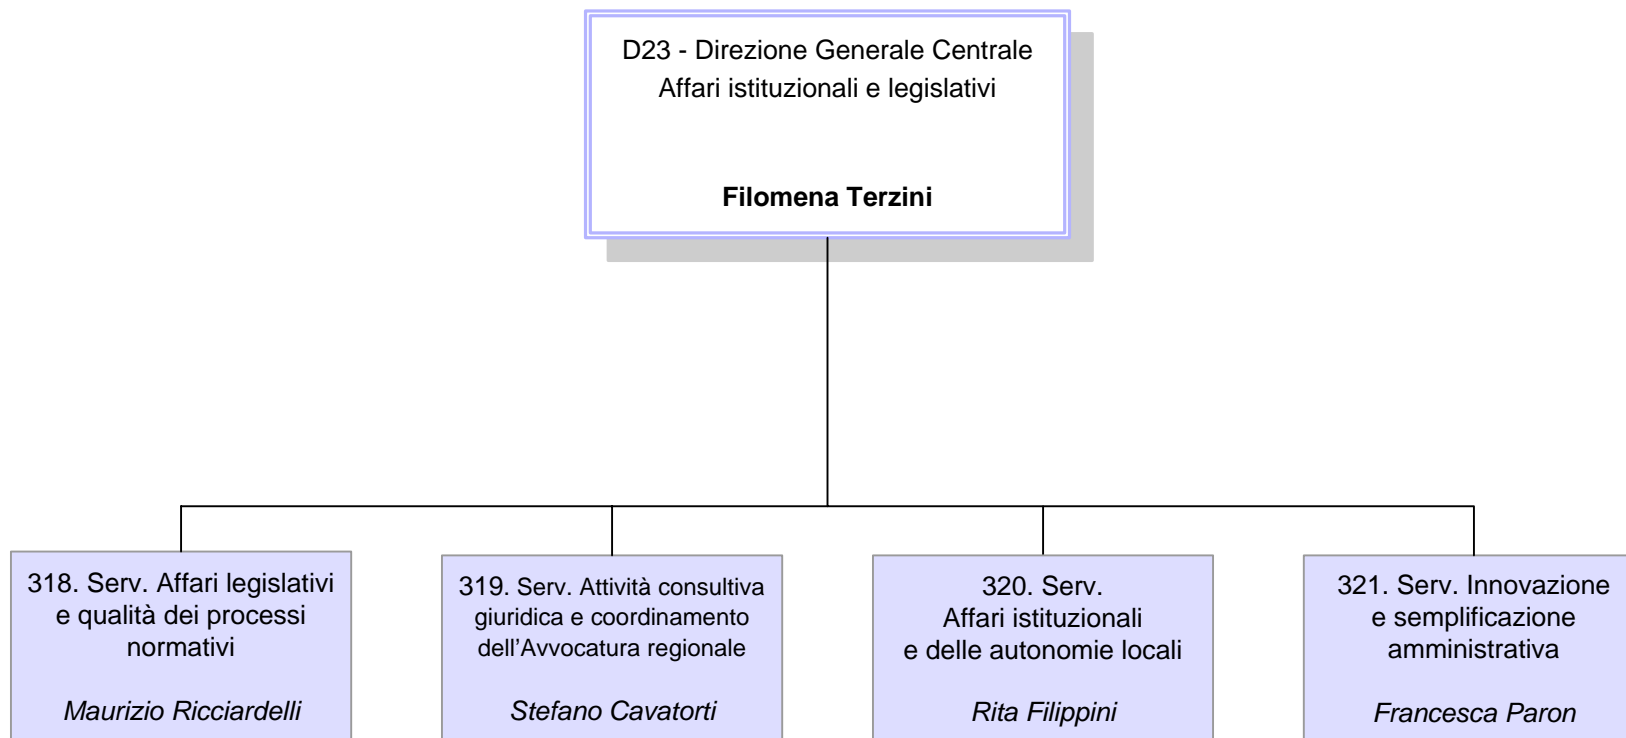 D23 - Direzione Generale Centrale
Affari istituzionali e legislativi
Filomena Terzini
318. Serv. Affari legislativi
e qualità dei processi
normativi
Maurizio Ricciardelli
319. Serv. Attività consultiva
giuridica e coordinamento
dell'Avvocatura regionale
Stefano Cavatorti
320. Serv.
Affari istituzionali
e delle autonomie locali
Rita Filippini
321. Serv. Innovazione
e semplificazione
amministrativa
Francesca Paron